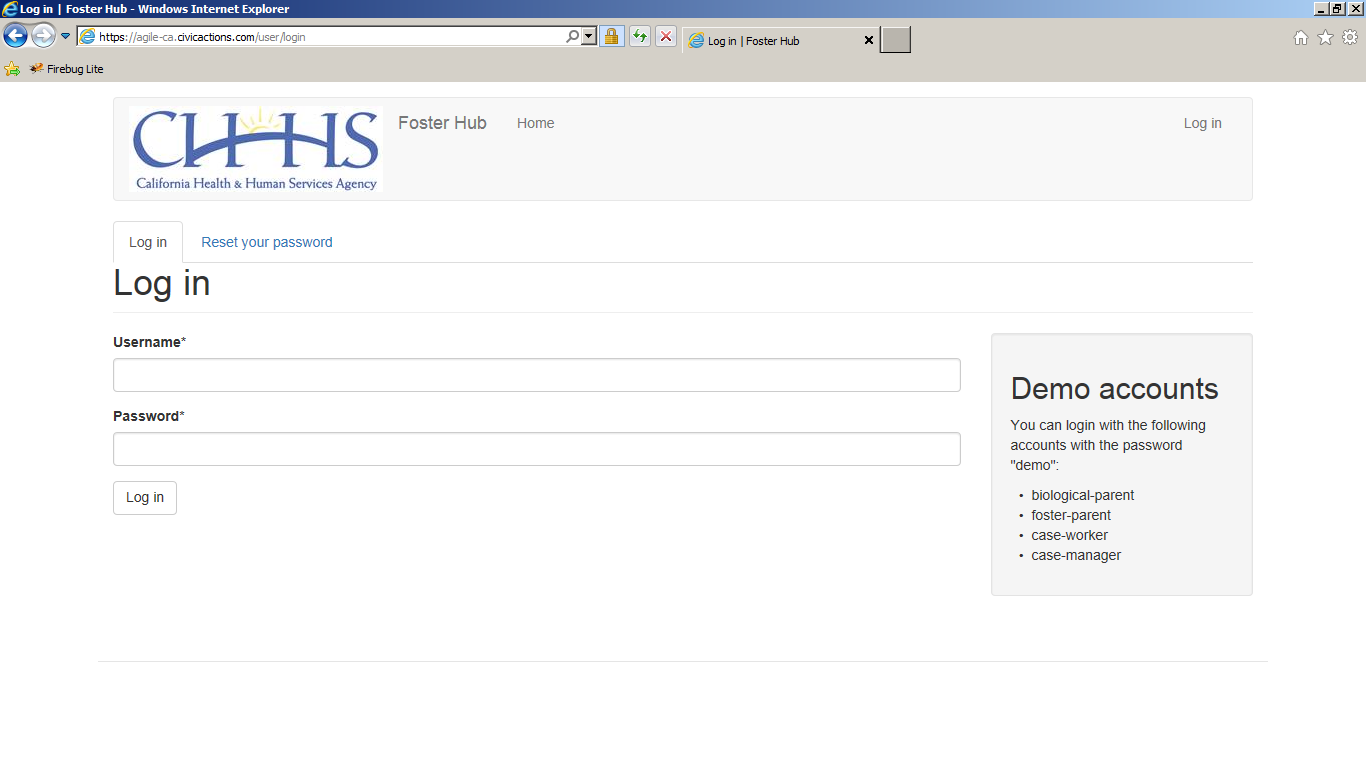 Log in | Foster Hub - Windows Internet Explorer
https://agile-ca.civicactions.com/user/login
Log in | Foster Hub
Firebug Lite
CHHS
California Health & Human Services Agency
Foster Hub
Home
Log in
Log in
Reset your password
Log in
Username*
Password*
Log in
Demo accounts
You can login with the following
accounts with the password
"demo":
• biological-parent
• foster-parent
• case-worker
• case-manager